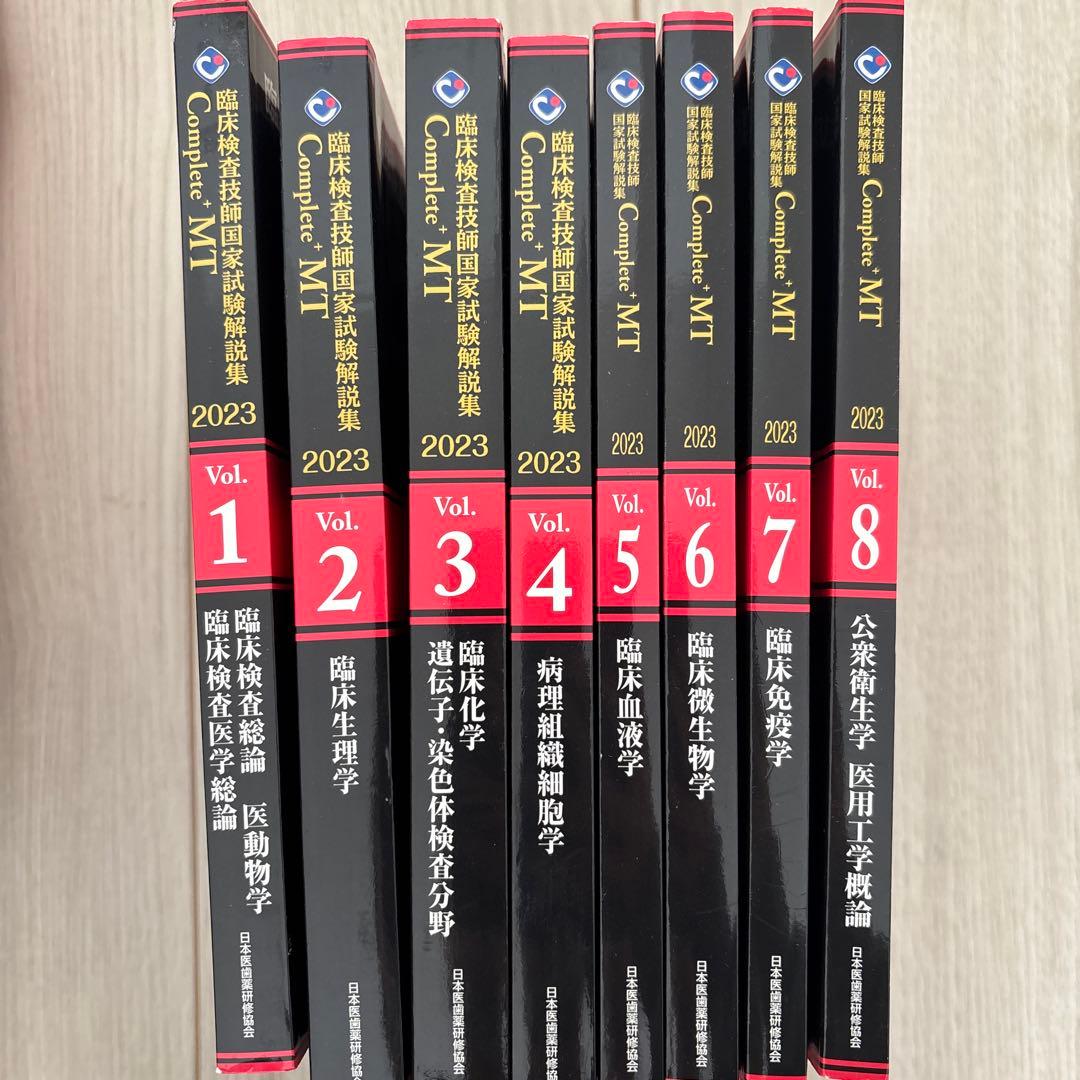 臨床検査技師国家試験解説集
Complete+MT
2023
Vol.
1
臨床検査総論 医動物学
臨床検査医学総論
日本医歯薬研修協会
臨床検査技師国家試験解説集
Complete+MT
2023
Vol.
2
臨床生理学
日本医歯薬研修協会
臨床検査技師国家試験解説集
Complete+MT
2023
Vol.
3
臨床化学
遺伝子・染色体検査分野
日本医歯薬研修協会
臨床検査技師国家試験解説集
Complete+MT
2023
Vol.
4
病理組織細胞学
日本医歯薬研修協会
臨床検査技師
国家試験解説集
Complete+MT
2023
Vol.
5
臨床血液学
日本医歯薬研修協会
臨床検査技師
国家試験解説集
Complete+MT
2023
Vol.
6
臨床微生物学
日本医歯薬研修協会
臨床検査技師
国家試験解説集
Complete+MT
2023
Vol.
7
臨床免疫学
日本医歯薬研修協会
臨床検査技師
国家試験解説集
Complete+MT
2023
Vol.
8
公衆衛生学 医用工学概論
日本医歯薬研修協会